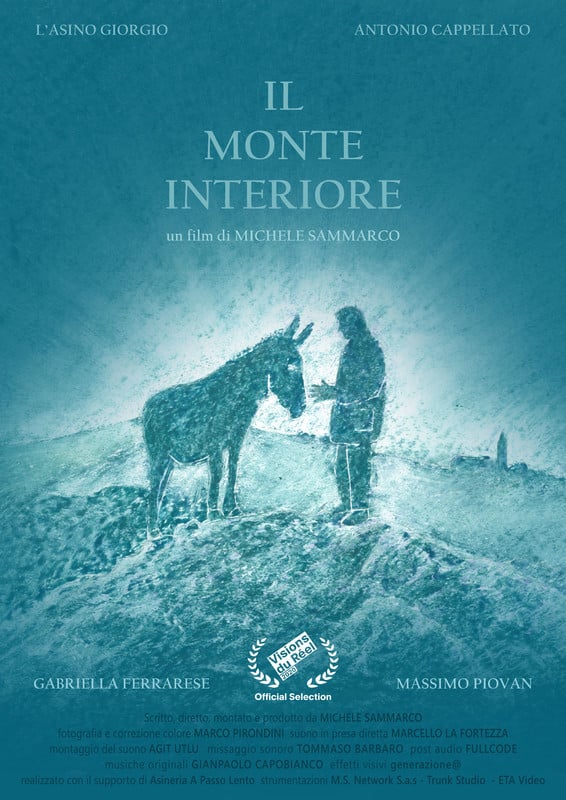 L'ASINO GIORGIO
ANTONIO CAPPELLATO
IL
MONTE
INTERIORE
un film di MICHELE SAMMARCO
Visions
du Réel
2020
Official Selection
GABRIELLA FERRARESE
MASSIMO PIOVAN
Scritto, diretto, montato e prodotto da MICHELE SAMMARCO
fotografia e correzione colore MARCO PIRONDINI suono in presa diretta MARCELLO LA FORTEZZA
montaggio del suono AGIT UTLU missaggio sonoro TOMMASO BARBARO post audio FULLCODE
musiche originali GIANPAOLO CAPOBIANCO effetti visivi generazione@
realizzato con il supporto di Asineria A Passo Lento strumentazioni M.S. Network S.a.s - Trunk Studio. - ETA Video